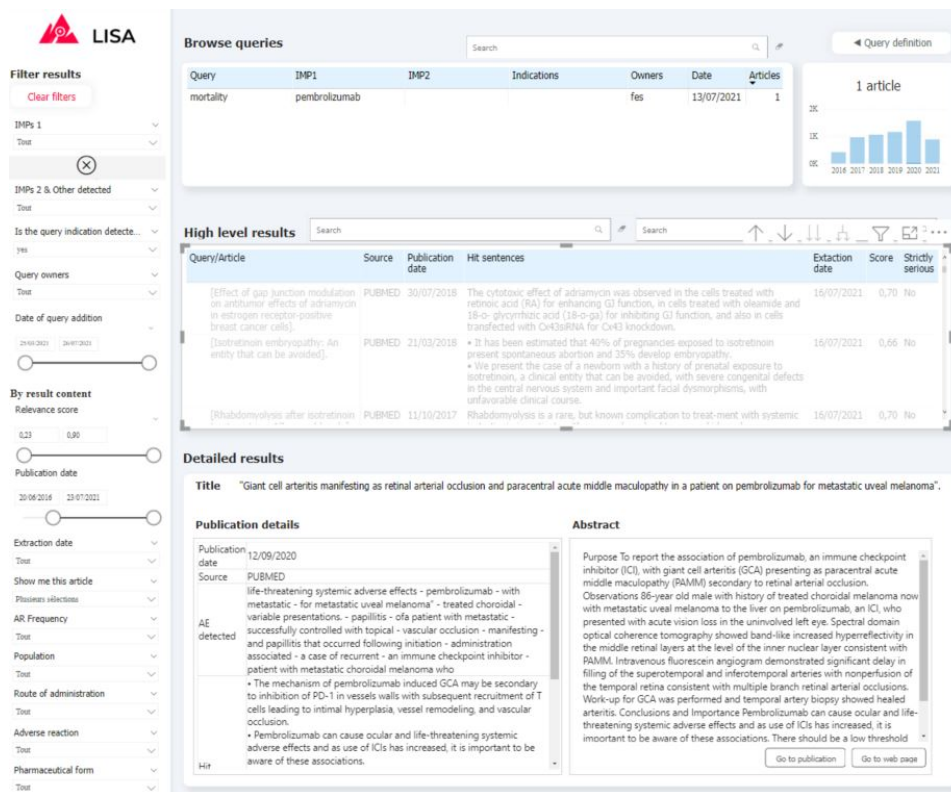 LISA
Filter results
Clear filters
IMPs 1
Tout
IMPs 2 & Other detected
Tout
Is the query indication detecte...
yes
Query owners
Tout
Date of query addition
26/07/2021
By result content
Relevance score
0,23 0,90
Publication date
20/06/2016 23/07/2021
Extraction date
Tout
Show me this article
Plusieurs sélections
AR Frequency
Tout
Population
Tout
Route of administration
Tout
Adverse reaction
Tout
Pharmaceutical form
Tout
Browse queries
Search
Query definition
Query IMP1 IMP2 Indications Owners Date Articles
mortality pembrolizumab fes 13/07/2021 1
1 article
2K
1K
0K
2016 2017 2018 2019 2020 2021
High level results
Search
Search
Query/Article Source Publication date Hit sentences Extaction date Score Strictly serious
[Effect of gap junction modulation PUBMED 30/07/2018 The cytotoxic effect of adriamycin was observed in the cells treated with 16/07/2021 0,70 No
on antitumor effects of adriamycin retinoic acid (RA) for enhancing GJ function, in cells treated with oleamide and
in estrogen receptor-positive 18-α- glycyrrhizic acid (18-α-ga) for inhibiting GJ function, and also in cells
breast cancer cells]. transfected with Cx43siRNA for Cx43 knockdown.
[Isotretinoin embryopathy: An PUBMED 21/03/2018 • It has been estimated that 40% of pregnancies exposed to isotretinoin 16/07/2021 0,66 No
entity that can be avoided]. present spontaneous abortion and 35% develop embryopathy.
• We present the case of a newborn with a history of prenatal exposure to
isotretinoin, a clinical entity that can be avoided, with severe congenital defects
in the central nervous system and important facial dysmorphisms, with
unfavorable clinical course.
[Rhabdomyolysis after isotretinoin PUBMED 11/10/2017 Rhabdomyolysis is a rare, but known complication to treat-ment with systemic 16/07/2021 0,70 No
Detailed results
Title "Giant cell arteritis manifesting as retinal arterial occlusion and paracentral acute middle maculopathy in a patient on pembrolizumab for metastatic uveal melanoma".
Publication details
Publication date 12/09/2020
Source PUBMED
AE detected
life-threatening systemic adverse effects - pembrolizumab - with
metastatic - for metastatic uveal melanoma" - treated choroidal -
variable presentations. - papillitis - ofa patient with metastatic -
successfully controlled with topical - vascular occlusion - manifesting -
and papillitis that occurred following initiation - administration
associated - a case of recurrent - an immune checkpoint inhibitor -
patient with metastatic choroidal melanoma who
• The mechanism of pembrolizumab induced GCA may be secondary
to inhibition of PD-1 in vessels walls with subsequent recruitment of T
cells leading to intimal hyperplasia, vessel remodeling, and vascular
occlusion.
• Pembrolizumab can cause ocular and life-threatening systemic
adverse effects and as use of ICIs has increased, it is important to be
aware of these associations.
Hit
Abstract
Purpose To report the association of pembrolizumab, an immune checkpoint
inhibitor (ICI), with giant cell arteritis (GCA) presenting as paracentral acute
middle maculopathy (PAMM) secondary to retinal arterial occlusion.
Observations 86-year old male with history of treated choroidal melanoma now
with metastatic uveal melanoma to the liver on pembrolizumab, an ICI, who
presented with acute vision loss in the uninvolved left eye. Spectral domain
optical coherence tomography showed band-like increased hyperreflectivity in
the middle retinal layers at the level of the inner nuclear layer consistent with
PAMM. Intravenous fluorescein angiogram demonstrated significant delay in
filling of the superotemporal and inferotemporal arteries with nonperfusion of
the temporal retina consistent with multiple branch retinal arterial occlusions.
Work-up for GCA was performed and temporal artery biopsy showed healed
arteritis. Conclusions and Importance Pembrolizumab can cause ocular and life-
threatening systemic adverse effects and as use of ICIs has increased, it is
important to be aware of these associations. There should be a low threshold
Go to publication Go to web page